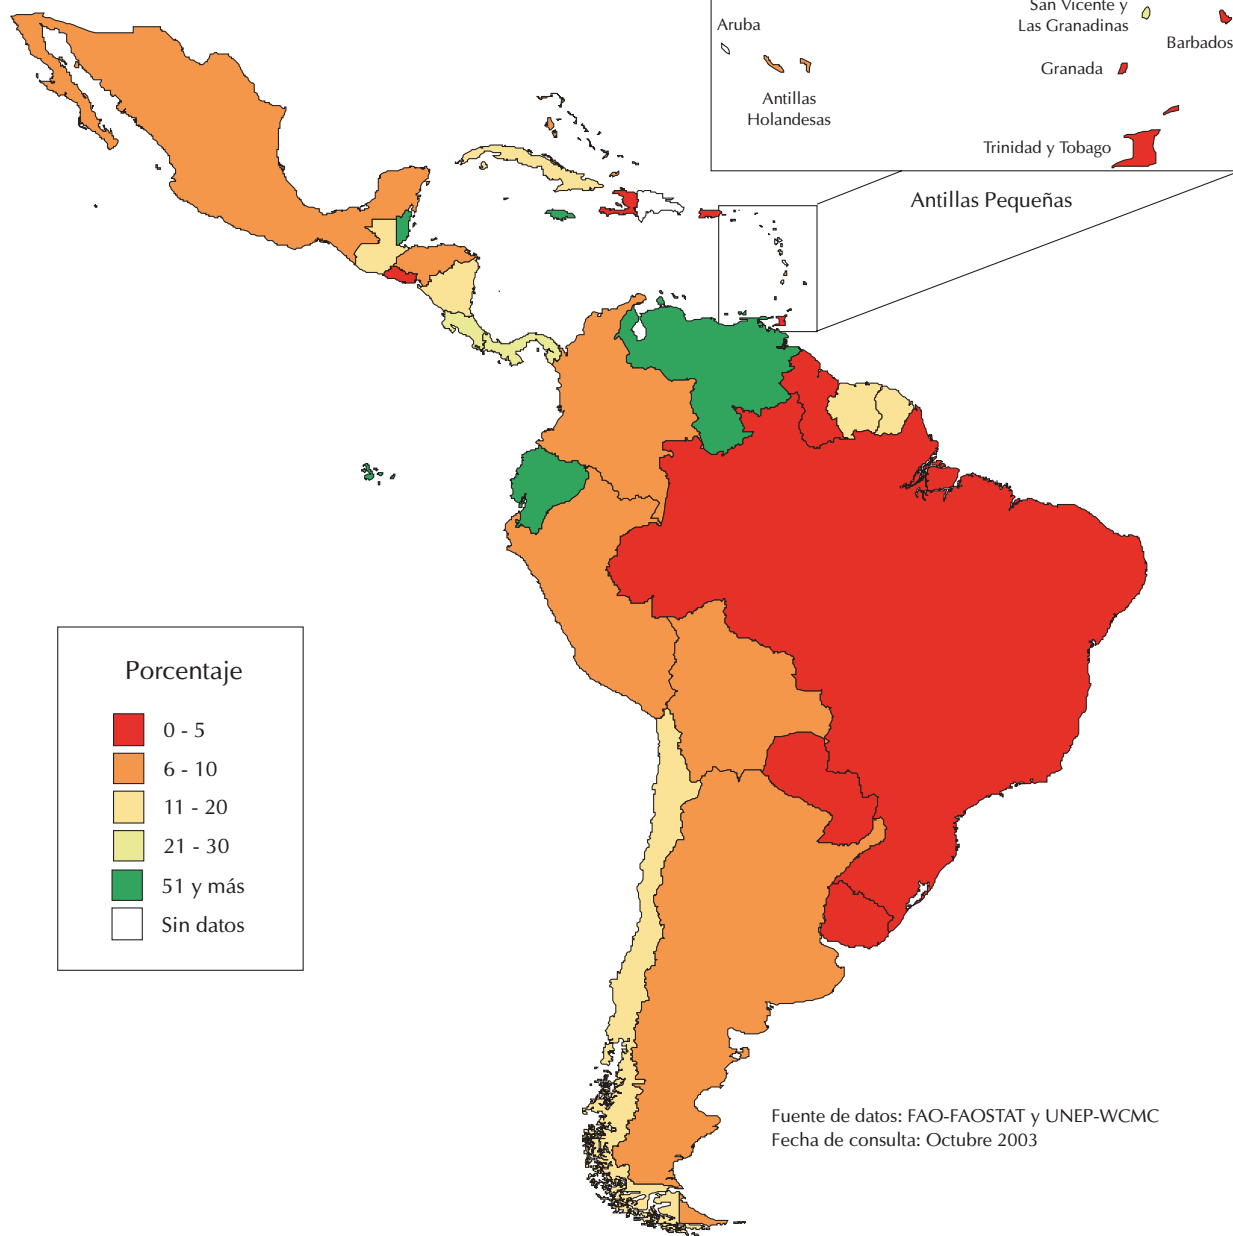 San Vicente y
Las Granadinas
Aruba
Barbados
Granada
Antillas
Holandesas
Trinidad y Tobago
Antillas Pequeñas
Porcentaje
0 - 5
6 - 10
11 - 20
21 - 30
51 y más
Sin datos
Fuente de datos: FAO-FAOSTAT y UNEP-WCMC
Fecha de consulta: Octubre 2003